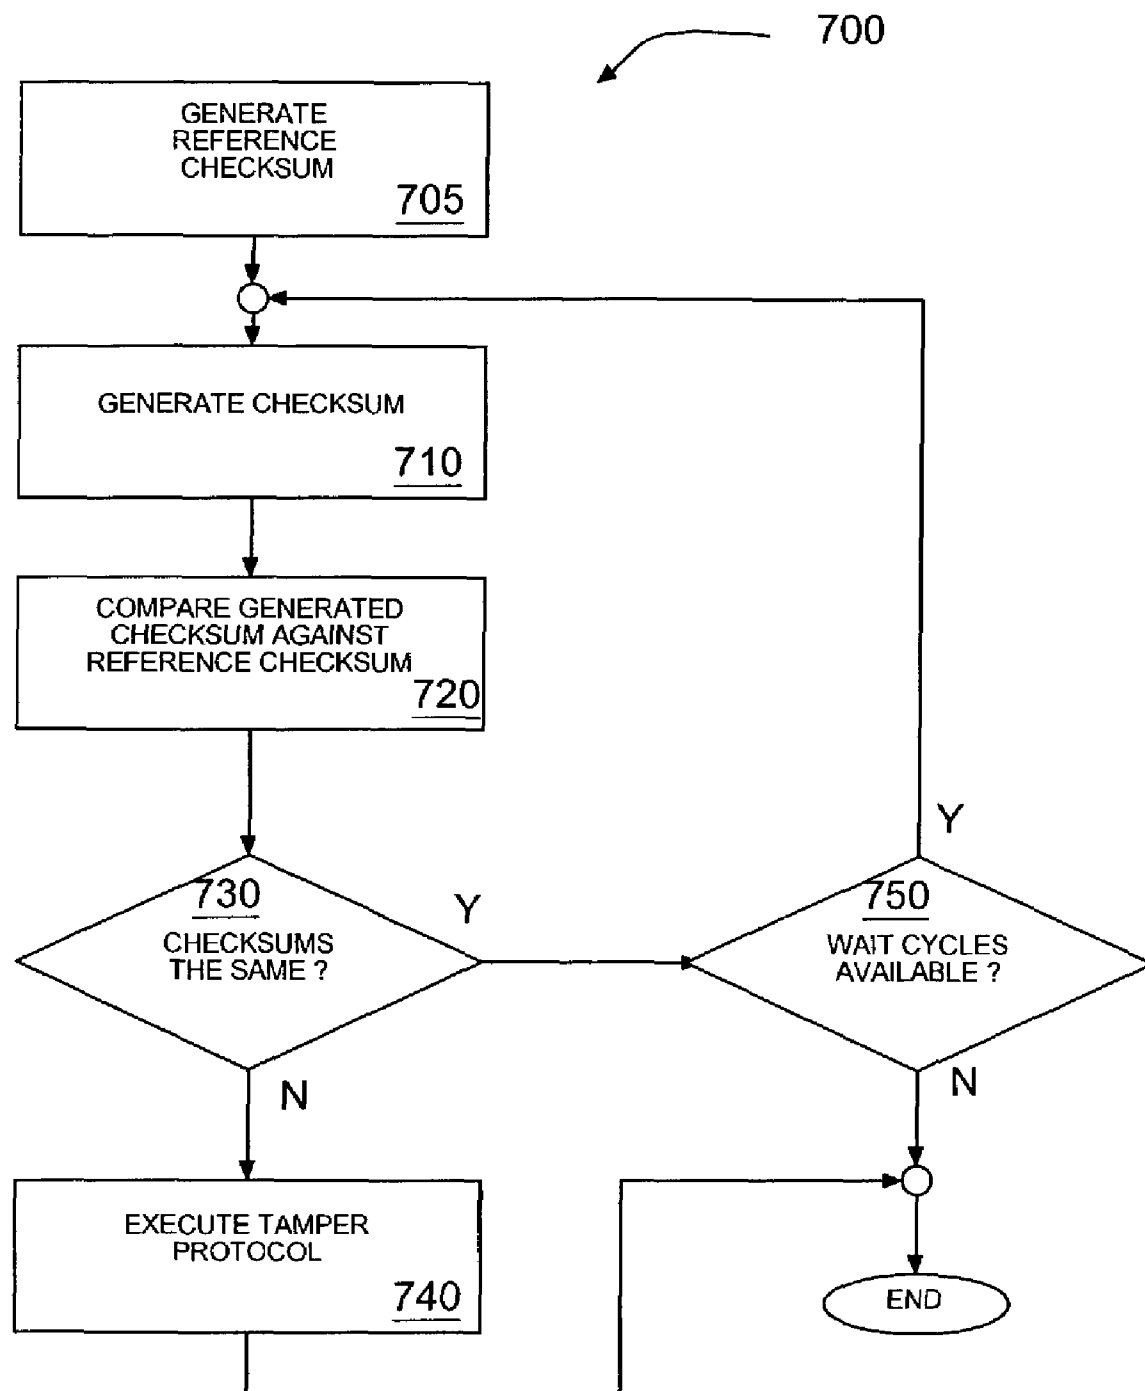 700
GENERATE
REFERENCE
CHECKSUM
705
GENERATE CHECKSUM
710
COMPARE GENERATED
CHECKSUM AGAINST
REFERENCE CHECKSUM
720
730
CHECKSUMS
THE SAME ?
Y
N
750
WAIT CYCLES
AVAILABLE ?
Y
N
EXECUTE TAMPER
PROTOCOL
740
END